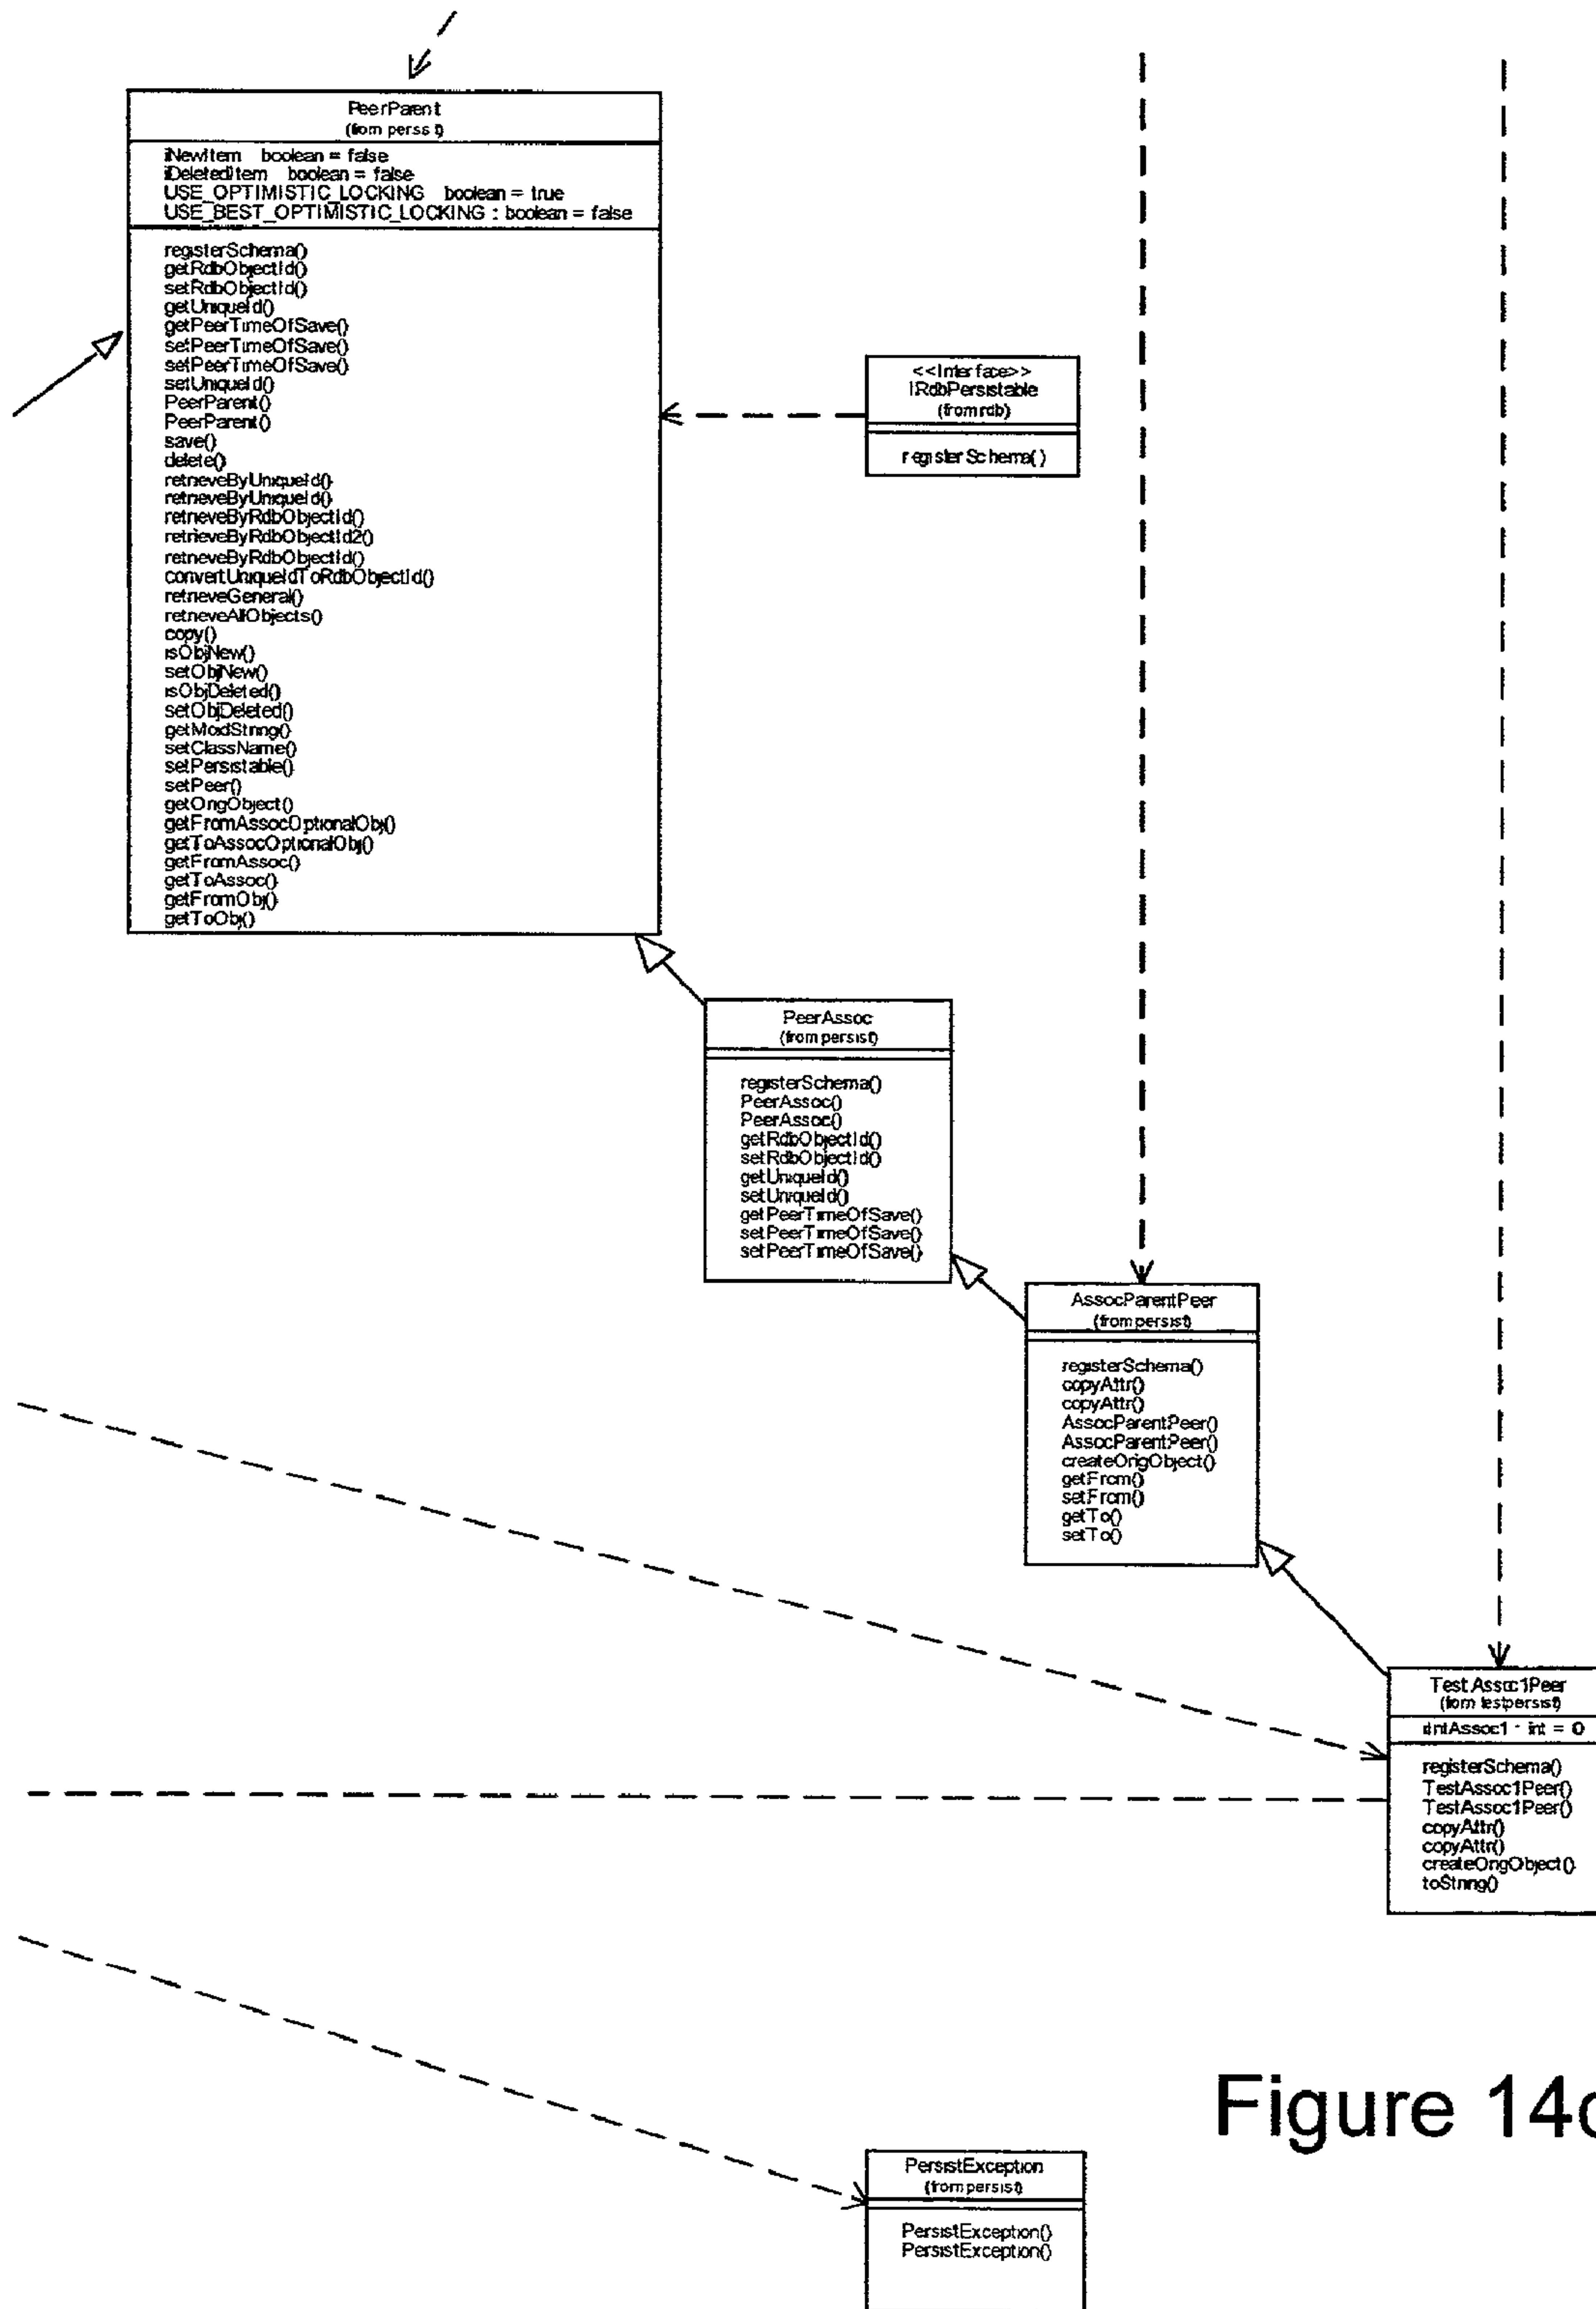 PeerParent
(from persist)
iNewItem boolean = false
iDeletedItem boolean = false
USE_OPTIMISTIC_LOCKING boolean = true
USE_BEST_OPTIMISTIC_LOCKING : boolean = false
registerSchema()
getRdbObjectId()
setRdbObjectId()
getUniqueId()
getPeerTimeOfSave()
setPeerTimeOfSave()
setPeerTimeOfSave()
setUniqueId()
PeerParent()
PeerParent()
save()
delete()
retrieveByUniqueId()
retrieveByUniqueId()
retrieveByRdbObjectId()
retrieveByRdbObjectId2()
retrieveByRdbObjectId()
convertUniqueIdToRdbObjectId()
retrieveGeneral()
retrieveAllObjects()
copy()
isObjNew()
setObjNew()
isObjDeleted()
setObjDeleted()
getModString()
setClassName()
setPersistable()
setPeer()
getOrigObject()
getFromAssocOptionalObj()
getToAssocOptionalObj()
getFromAssoc()
getToAssoc()
getFromObj()
getToObj()
<<Interface>>
IRdbPersistable
(from rdb)
registerSchema()
PeerAssoc
(from persist)
registerSchema()
PeerAssoc()
PeerAssoc()
getRdbObjectId()
setRdbObjectId()
getUniqueId()
setUniqueId()
getPeerTimeOfSave()
setPeerTimeOfSave()
setPeerTimeOfSave()
AssocParentPeer
(from persist)
registerSchema()
copyAttr()
copyAttr()
AssocParentPeer()
AssocParentPeer()
createOrigObject()
getFrom()
setFrom()
getTo()
setTo()
TestAssoc1Peer
(from testpersist)
iIntAssoc1 : int = 0
registerSchema()
TestAssoc1Peer()
TestAssoc1Peer()
copyAttr()
copyAttr()
createOrigObject()
toString()
Figure
PersistException
(from persist)
PersistException()
PersistException()